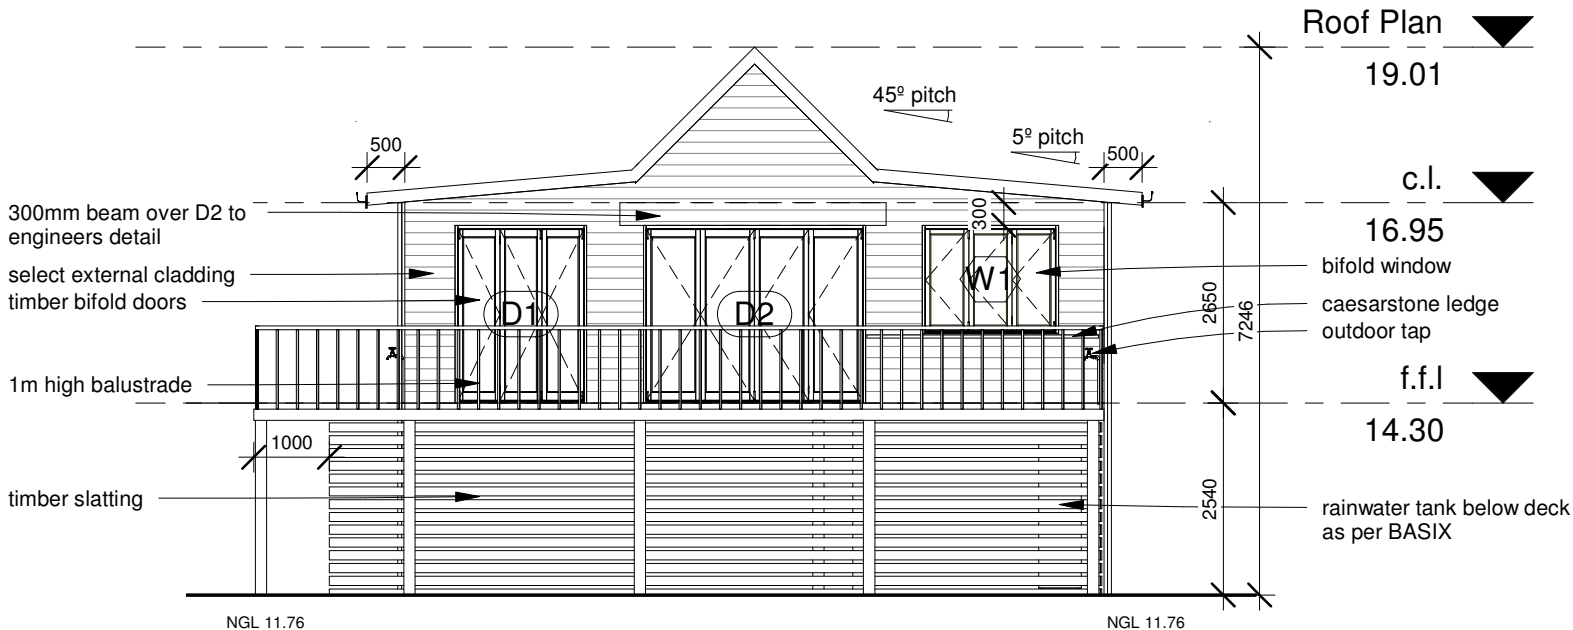 Roof Plan
19.01
45º pitch
5º pitch
500
500
c.l.
16.95
300mm beam over D2 to
engineers detail
300
select external cladding
timber bifold doors
bifold window
W1
D1
D2
caesarstone ledge
outdoor tap
2650
7246
1m high balustrade
f.f.l
14.30
1000
timber slatting
2540
rainwater tank below deck
as per BASIX
NGL 11.76
NGL 11.76